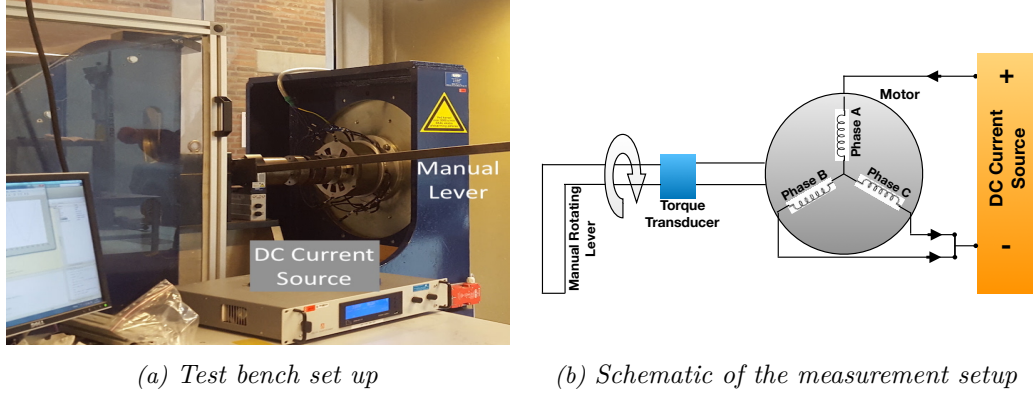 Manual
Lever
DC Current
Source
(a) Test bench set up
+
Motor
Phase A
Phase B
Phase C
DC Current
Source
-
Manual Rotating
Lever
Torque
Transducer
(b) Schematic of the measurement setup